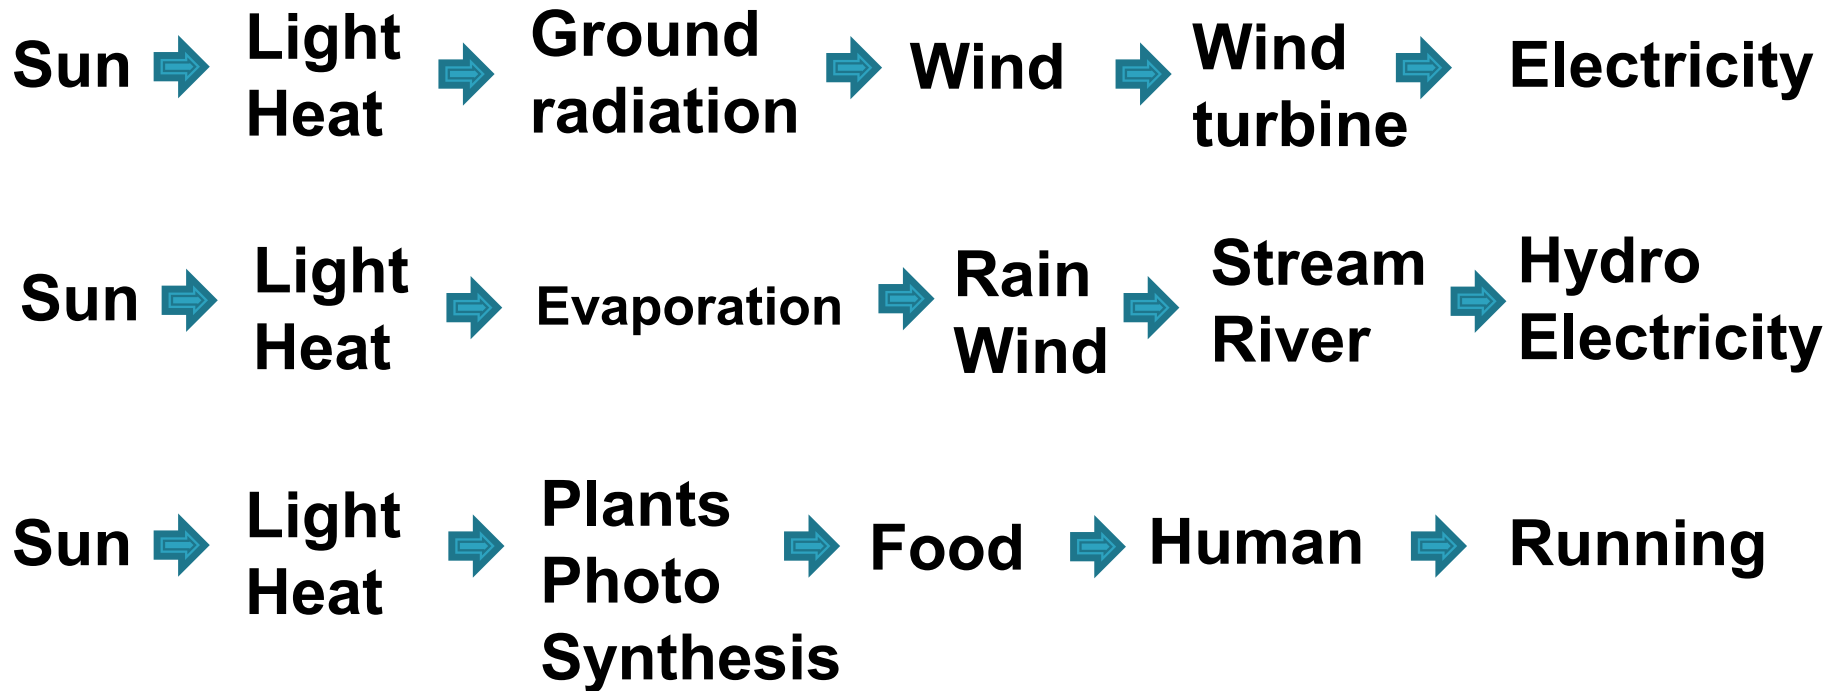 Sun
Light
Heat
Ground
radiation
Wind
Wind
turbine
Electricity
Sun
Light
Heat
Evaporation
Rain
Wind
Stream
River
Hydro
Electricity
Sun
Light
Heat
Plants
Photo
Synthesis
Food
Human
Running